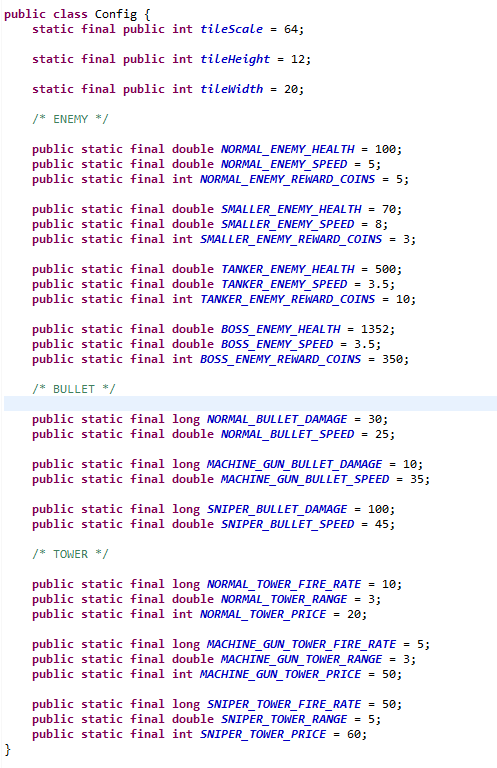 public class Config {
static final public int tileScale = 64;
static final public int tileHeight = 12;
static final public int tileWidth = 20;
/* ENEMY */
public static final double NORMAL_ENEMY_HEALTH = 100;
public static final double NORMAL_ENEMY_SPEED = 5;
public static final int NORMAL_ENEMY_REWARD_COINS = 5;
public static final double SMALLER_ENEMY_HEALTH = 70;
public static final double SMALLER_ENEMY_SPEED = 8;
public static final int SMALLER_ENEMY_REWARD_COINS = 3;
public static final double TANKER_ENEMY_HEALTH = 500;
public static final double TANKER_ENEMY_SPEED = 3.5;
public static final int TANKER_ENEMY_REWARD_COINS = 10;
public static final double BOSS_ENEMY_HEALTH = 1352;
public static final double BOSS_ENEMY_SPEED = 3.5;
public static final int BOSS_ENEMY_REWARD_COINS = 350;
/* BULLET */
public static final long NORMAL_BULLET_DAMAGE = 30;
public static final double NORMAL_BULLET_SPEED = 25;
public static final long MACHINE_GUN_BULLET_DAMAGE = 10;
public static final double MACHINE_GUN_BULLET_SPEED = 35;
public static final long SNIPER_BULLET_DAMAGE = 100;
public static final double SNIPER_BULLET_SPEED = 45;
/* TOWER */
public static final long NORMAL_TOWER_FIRE_RATE = 10;
public static final double NORMAL_TOWER_RANGE = 3;
public static final int NORMAL_TOWER_PRICE = 20;
public static final long MACHINE_GUN_TOWER_FIRE_RATE = 5;
public static final double MACHINE_GUN_TOWER_RANGE = 3;
public static final int MACHINE_GUN_TOWER_PRICE = 50;
public static final long SNIPER_TOWER_FIRE_RATE = 50;
public static final double SNIPER_TOWER_RANGE = 5;
public static final int SNIPER_TOWER_PRICE = 60;
}